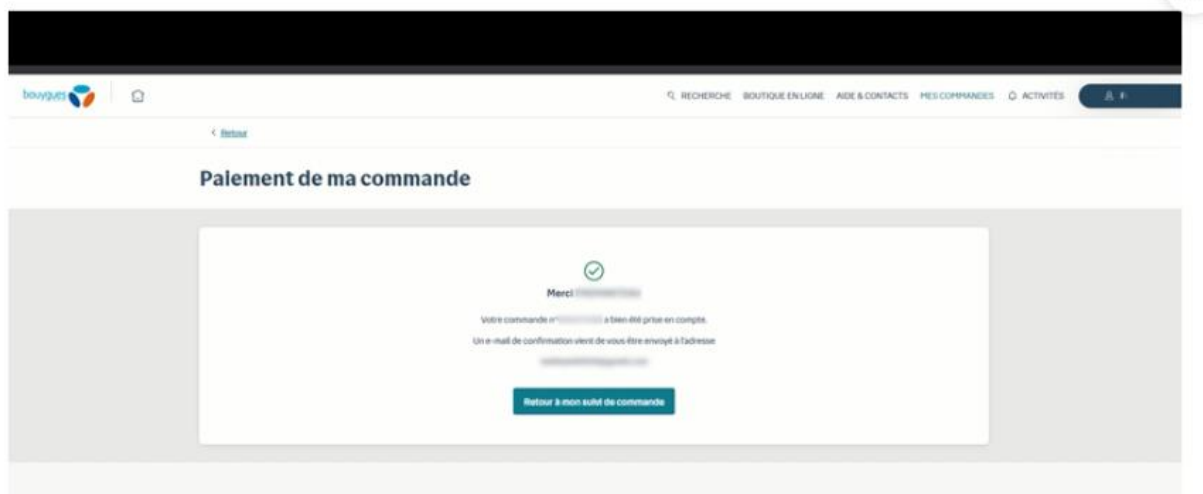 bouygues
RECHERCHE BOUTIQUE EN LIGNE AIDE & CONTACTS MES COMMANDES ACTIVITÉS
< Retour
Paiement de ma commande
Merci
Votre commande n° a bien été prise en compte.
Un e-mail de confirmation vient de vous être envoyé à l'adresse
Retour à mon suivi de commande